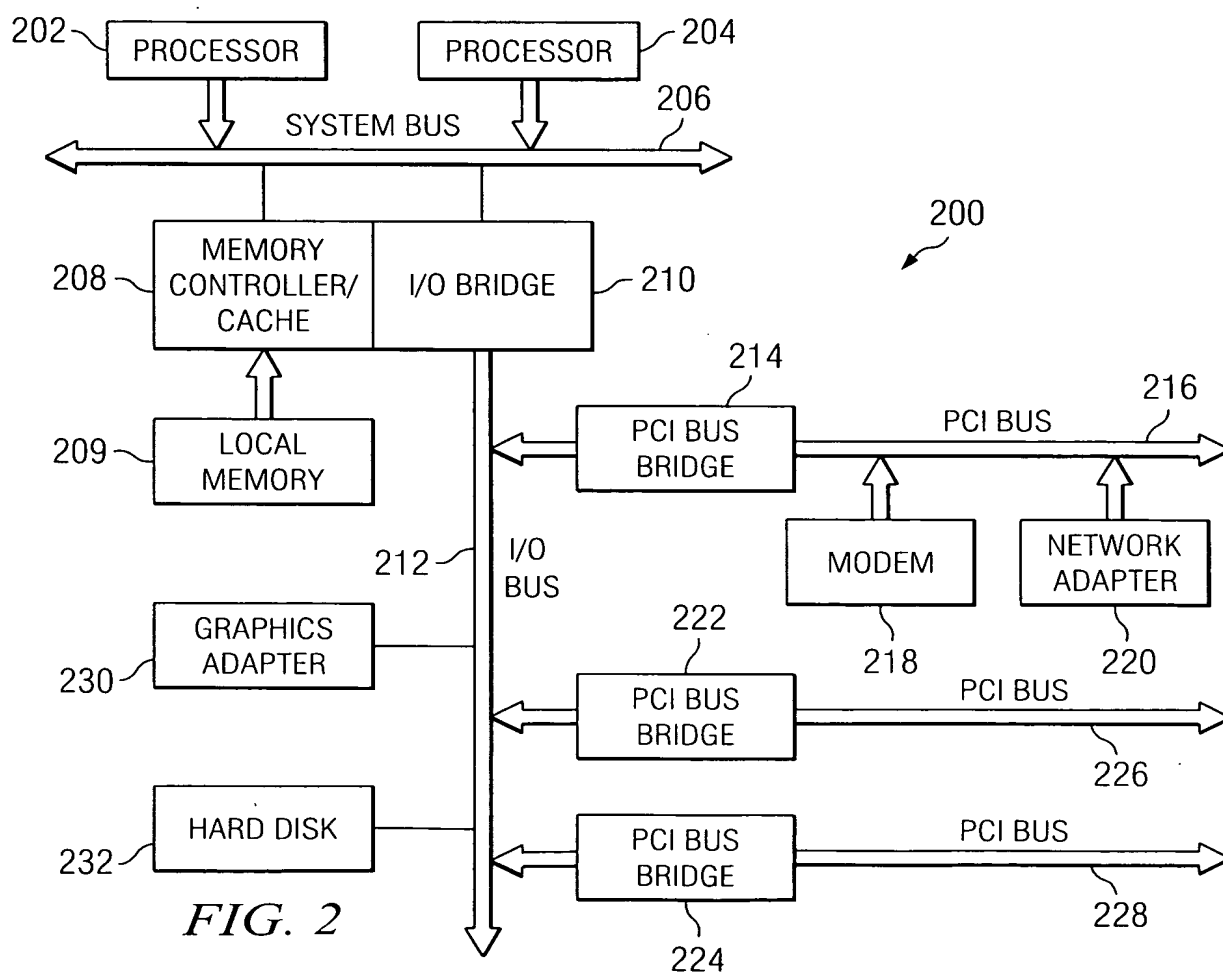 202
PROCESSOR
PROCESSOR
204
SYSTEM BUS
206
200
208
MEMORY
CONTROLLER/
CACHE
I/O BRIDGE
210
214
209
LOCAL
MEMORY
PCI BUS
BRIDGE
PCI BUS
216
212
I/O
BUS
MODEM
NETWORK
ADAPTER
218
220
230
GRAPHICS
ADAPTER
222
PCI BUS
BRIDGE
PCI BUS
226
232
HARD DISK
PCI BUS
BRIDGE
PCI BUS
228
224
FIG. 2